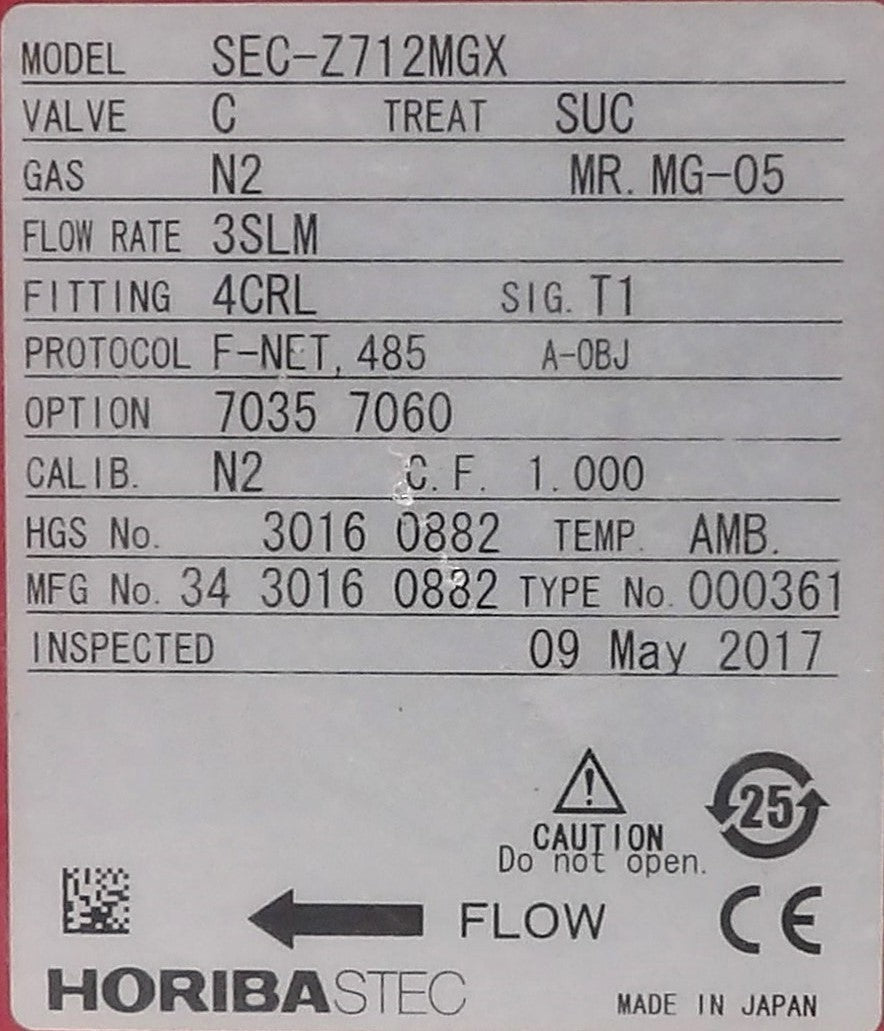 MODEL SEC-Z712MGX
VALVE C TREAT SUC
GAS N2 MR. MG-05
FLOW RATE 3SLM
FITTING 4CRL SIG. T1
PROTOCOL F-NET, 485 A-OBJ
OPTION 7035 7060
CALIB. N2 C.F. 1.000
HGS No. 3016 0882 TEMP. AMB.
MFG No. 34 3016 0882 TYPE No. 000361
INSPECTED 09 May 2017
25
CAUTION
Do not open.
FLOW
CE
HORIBASTEC
MADE IN JAPAN